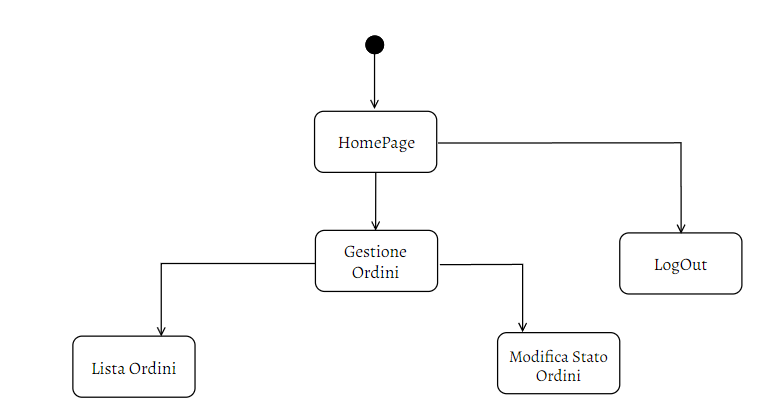 HomePage
Gestione
Ordini
LogOut
Lista Ordini
Modifica Stato
Ordini